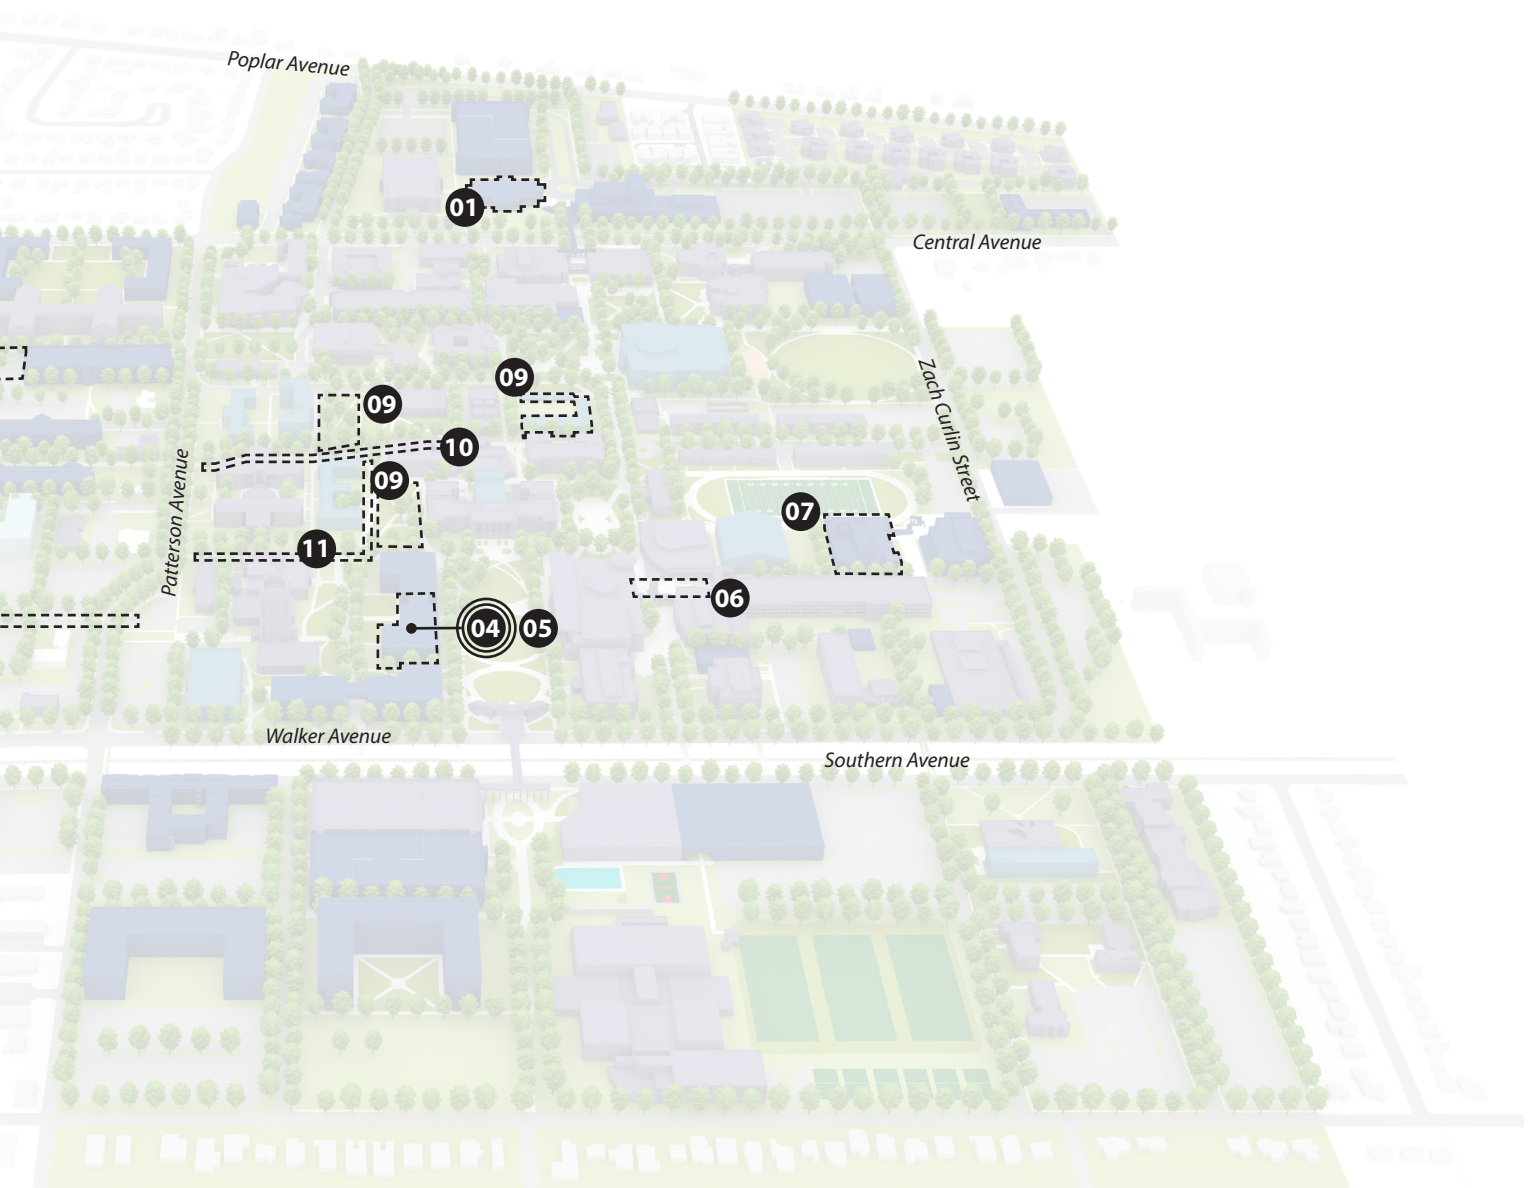 Poplar Avenue
01
Central Avenue
Zach Curlin Street
09
09
10
Patterson Avenue
09
07
11
06
04
05
Walker Avenue
Southern Avenue